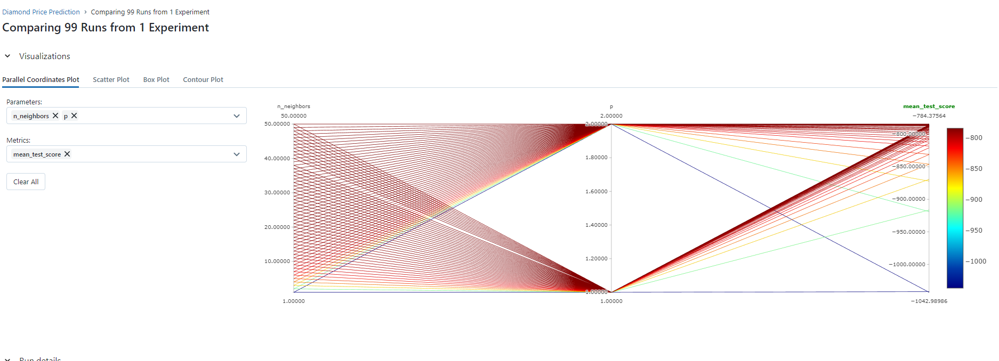 Diamond Price Prediction › Comparing 99 Runs from 1 Experiment
Comparing 99 Runs from 1 Experiment
Visualizations
Parallel Coordinates Plot Scatter Plot Box Plot Contour Plot
Parameters:
n_neighbors p
Metrics:
mean_test_score
Clear All
n_neighbors
50.00000
50.00000
40.00000
30.00000
20.00000
10.00000
1.00000
p
2.00000
2.00000
1.80000
1.60000
1.40000
1.20000
1.00000
1.00000
mean_test_score
−784.37564
−800.00000
−850.00000
−900.00000
−950.00000
−1000.00000
−1042.98986
−800
−850
−900
−950
−1000
Run details